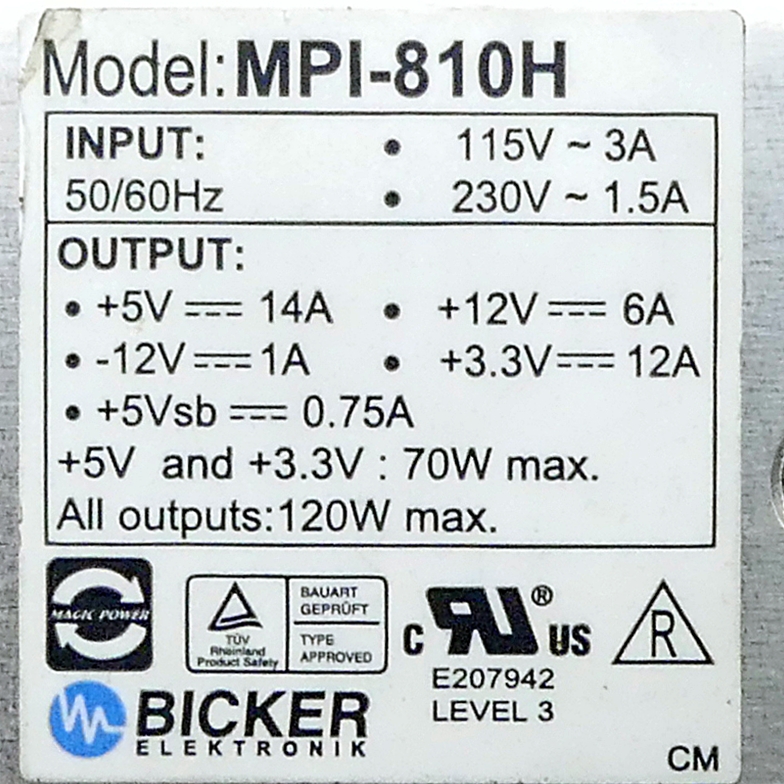 Model: MPI-810H
INPUT: • 115V ~ 3A
50/60Hz • 230V ~ 1.5A
OUTPUT:
• +5V ⎓ 14A • +12V ⎓ 6A
• -12V ⎓ 1A • +3.3V ⎓ 12A
• +5Vsb ⎓ 0.75A
+5V and +3.3V : 70W max.
All outputs:120W max.
MAGIC POWER
TÜV
Rheinland
Product Safety
BAUART
GEPRÜFT
TYPE
APPROVED
C RU ® US
E207942
LEVEL 3
R
BICKER
ELEKTRONIK
CM